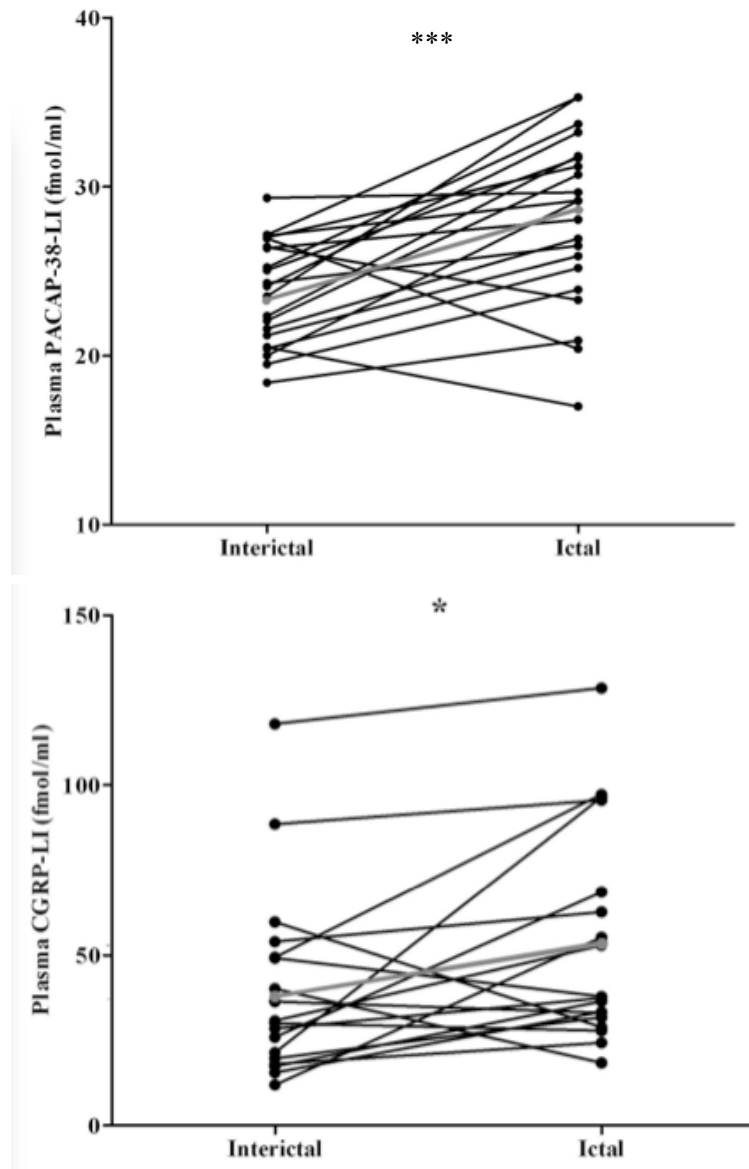 ***
Plasma PACAP-38-LI (fmol/ml)
40
30
20
10
Interictal
Ictal
*
Plasma CGRP-LI (fmol/ml)
150
100
50
0
Interictal
Ictal